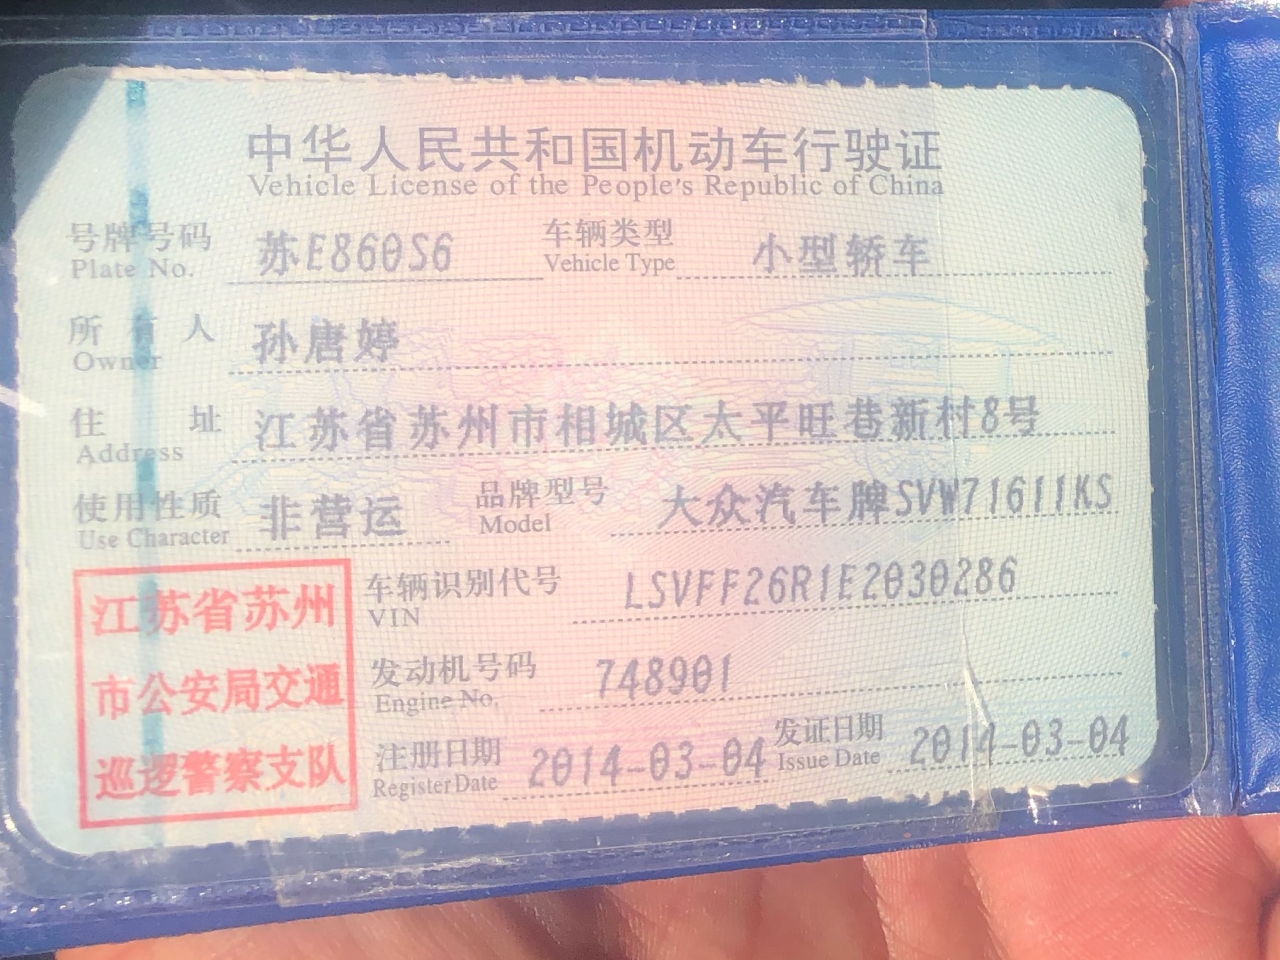 中华人民共和国机动车行驶证
Vehicle License of the People's Republic of China
号牌号码 苏E860S6 车辆类型 小型轿车
Plate No. Vehicle Type
所有人 孙唐婷
Owner
住址 江苏省苏州市相城区太平旺巷新村8号
Address
使用性质 非营运 品牌型号 大众汽车牌SVW71611KS
Use Character Model
江苏省苏州
市公安局交通
巡逻警察支队
车辆识别代号 LSVFF26R1E2030286
VIN
发动机号码 748901
Engine No.
注册日期 2014-03-04 发证日期 2014-03-04
Register Date Issue Date